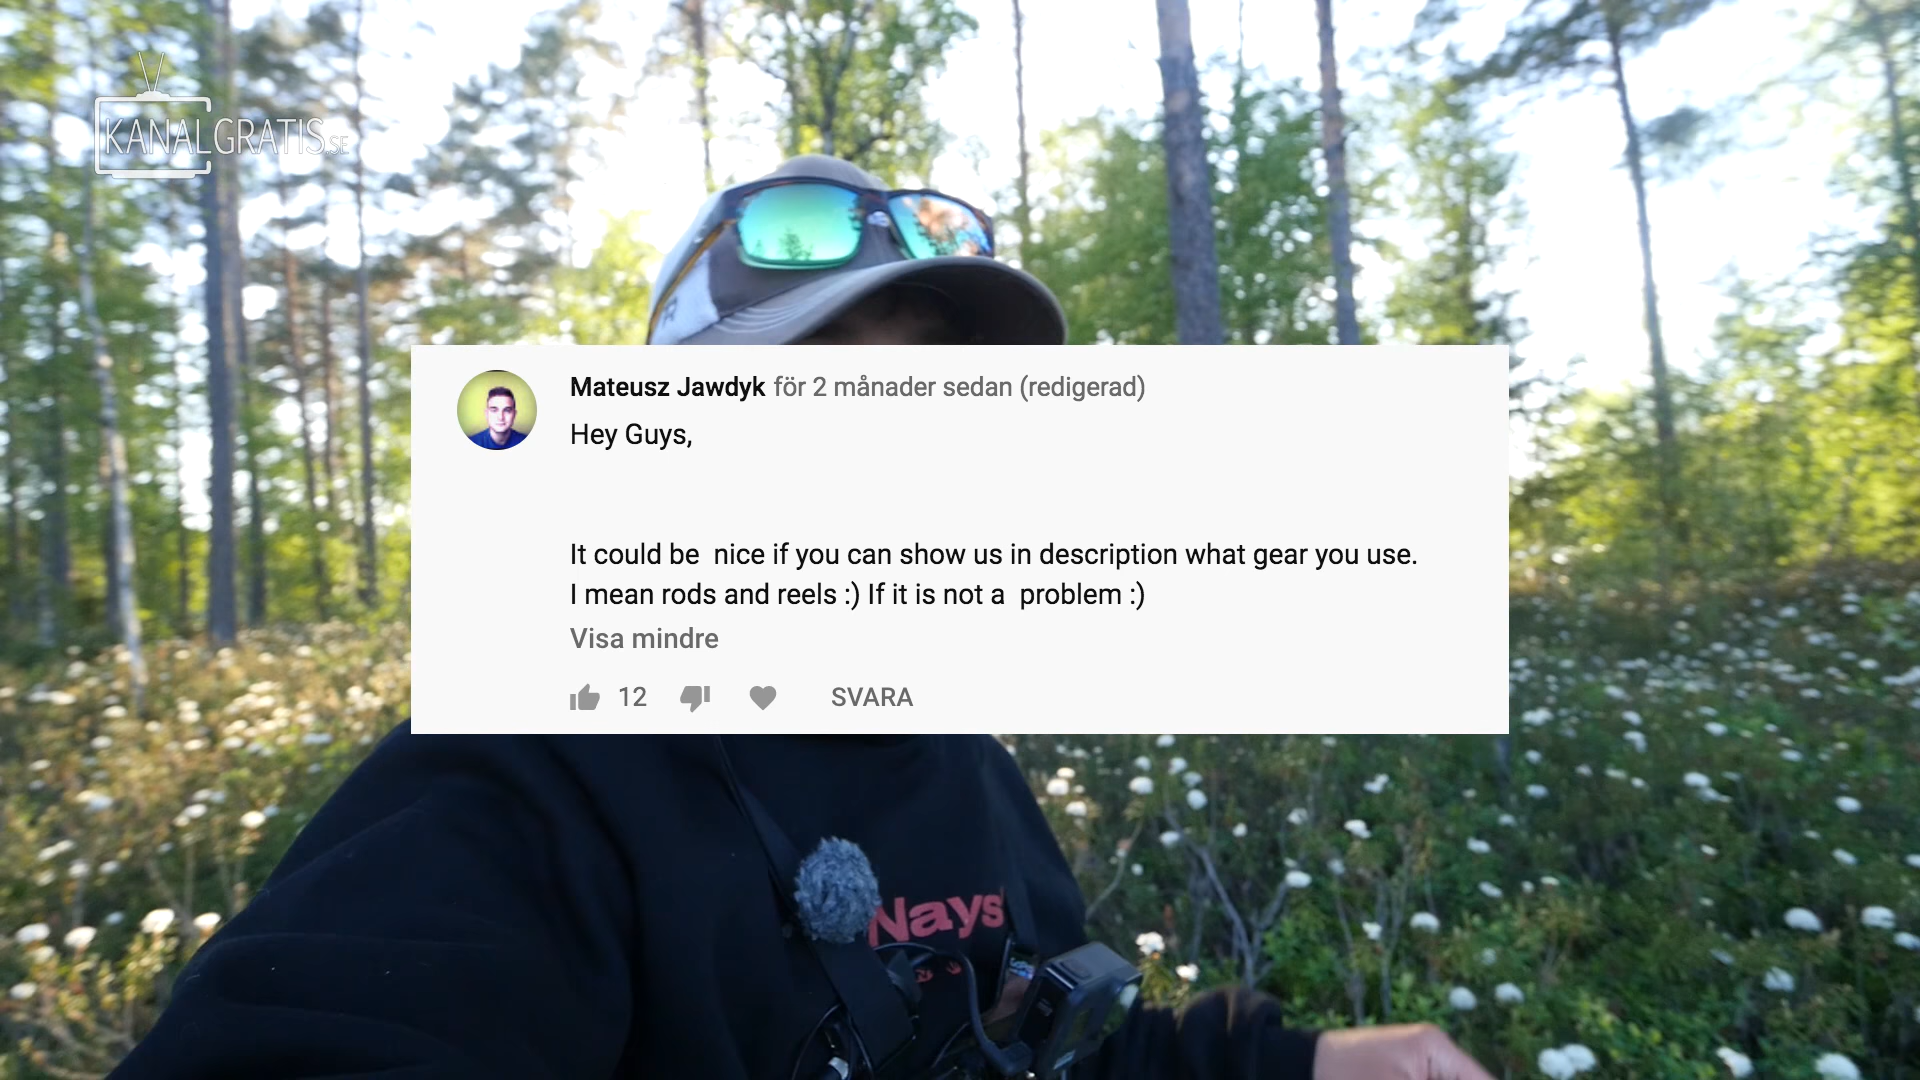 KANALGRATIS.SE
Mateusz Jawdyk för 2 månader sedan (redigerad)
Hey Guys,
It could be  nice if you can show us in description what gear you use.
I mean rods and reels :) If it is not a  problem :)
Visa mindre
12 SVARA
Nays